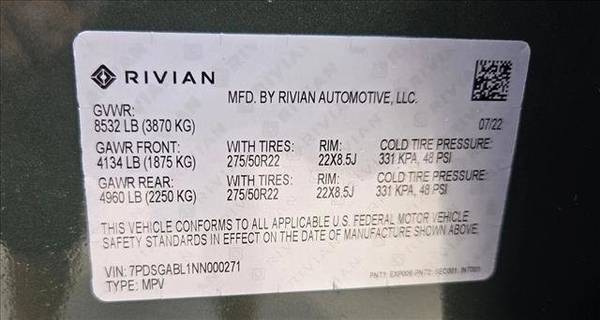 RIVIAN
MFD. BY RIVIAN AUTOMOTIVE, LLC.
GVWR:
8532 LB (3870 KG)
07/22
GAWR FRONT: WITH TIRES: RIM: COLD TIRE PRESSURE:
4134 LB (1875 KG) 275/50R22 22X8.5J 331 KPA, 48 PSI
GAWR REAR: WITH TIRES: RIM: COLD TIRE PRESSURE:
4960 LB (2250 KG) 275/50R22 22X8.5J 331 KPA, 48 PSI
THIS VEHICLE CONFORMS TO ALL APPLICABLE U.S. FEDERAL MOTOR VEHICLE
SAFETY STANDARDS IN EFFECT ON THE DATE OF MANUFACTURE SHOWN ABOVE.
VIN: 7PDSGABL1NN000271
TYPE: MPV